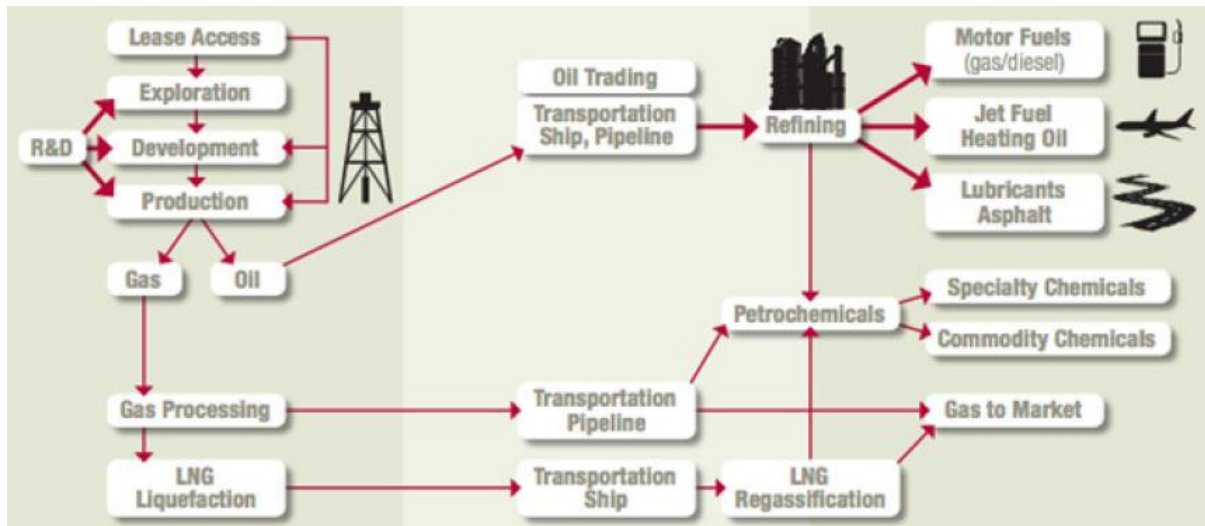 Lease Access
Exploration
R&D
Development
Production
Gas
Oil
Gas Processing
LNG
Liquefaction
Oil Trading
Transportation
Ship, Pipeline
Transportation
Pipeline
Transportation
Ship
Refining
Petrochemicals
LNG
Regassification
Motor Fuels
(gas/diesel)
Jet Fuel
Heating Oil
Lubricants
Asphalt
Specialty Chemicals
Commodity Chemicals
Gas to Market